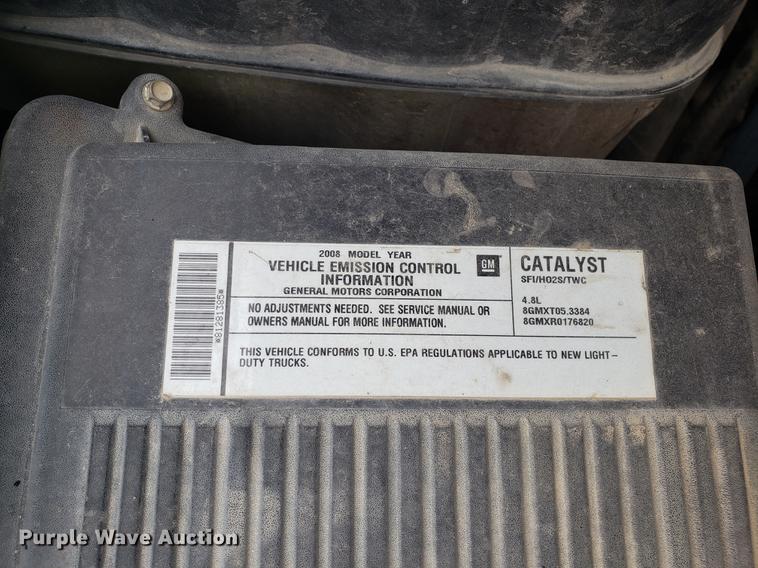 *81281385*
2008 MODEL YEAR
VEHICLE EMISSION CONTROL
INFORMATION
GENERAL MOTORS CORPORATION
GM
NO ADJUSTMENTS NEEDED. SEE SERVICE MANUAL OR
OWNERS MANUAL FOR MORE INFORMATION.
CATALYST
SFI/HO2S/TWC
4.8L
8GMXT05.3384
8GMXR0176820
THIS VEHICLE CONFORMS TO U.S. EPA REGULATIONS APPLICABLE TO NEW LIGHT-
DUTY TRUCKS.
Purple Wave Auction®